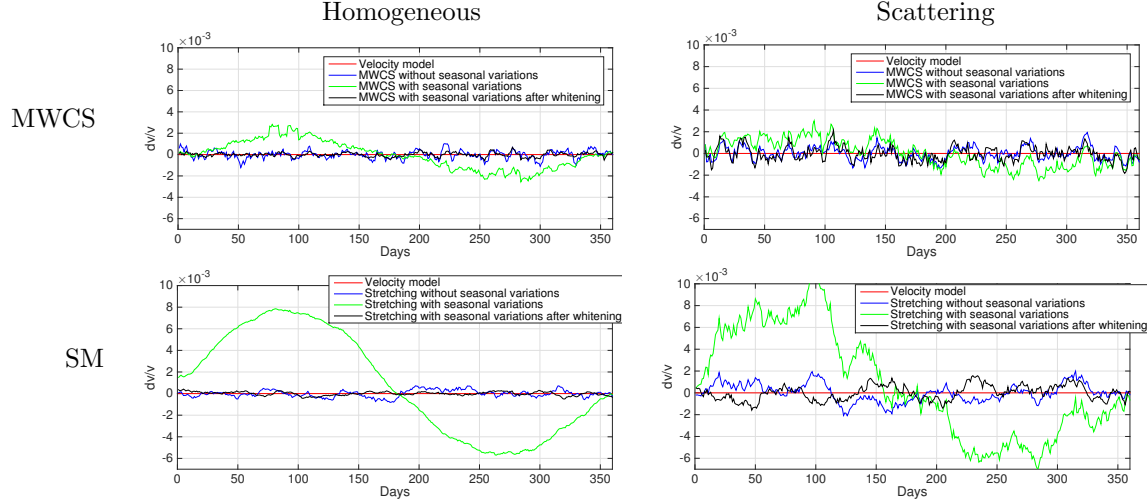 Homogeneous
Scattering
MWCS
×10⁻³
Velocity model
MWCS without seasonal variations
MWCS with seasonal variations
MWCS with seasonal variations after whitening
dv/v
10
8
6
4
2
0
-2
-4
-6
0 50 100 150 200 250 300 350
Days
×10⁻³
Velocity model
MWCS without seasonal variations
MWCS with seasonal variations
MWCS with seasonal variations after whitening
dv/v
10
8
6
4
2
0
-2
-4
-6
0 50 100 150 200 250 300 350
Days
SM
×10⁻³
Velocity model
Stretching without seasonal variations
Stretching with seasonal variations
Stretching with seasonal variations after whitening
dv/v
10
8
6
4
2
0
-2
-4
-6
0 50 100 150 200 250 300 350
Days
×10⁻³
Velocity model
Stretching without seasonal variations
Stretching with seasonal variations
Stretching with seasonal variations after whitening
dv/v
10
8
6
4
2
0
-2
-4
-6
0 50 100 150 200 250 300 350
Days